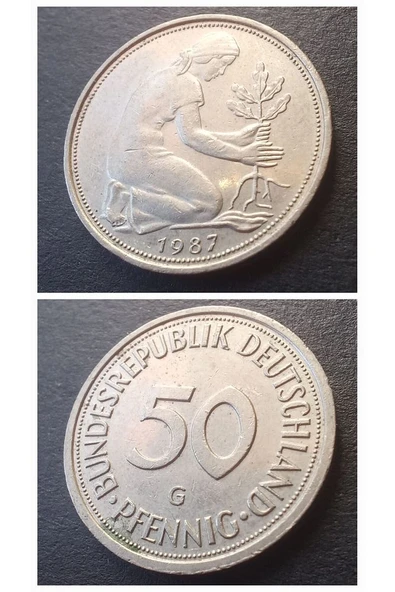 1987
BUNDESREPUBLIK DEUTSCHLAND
50
G
PFENNIG